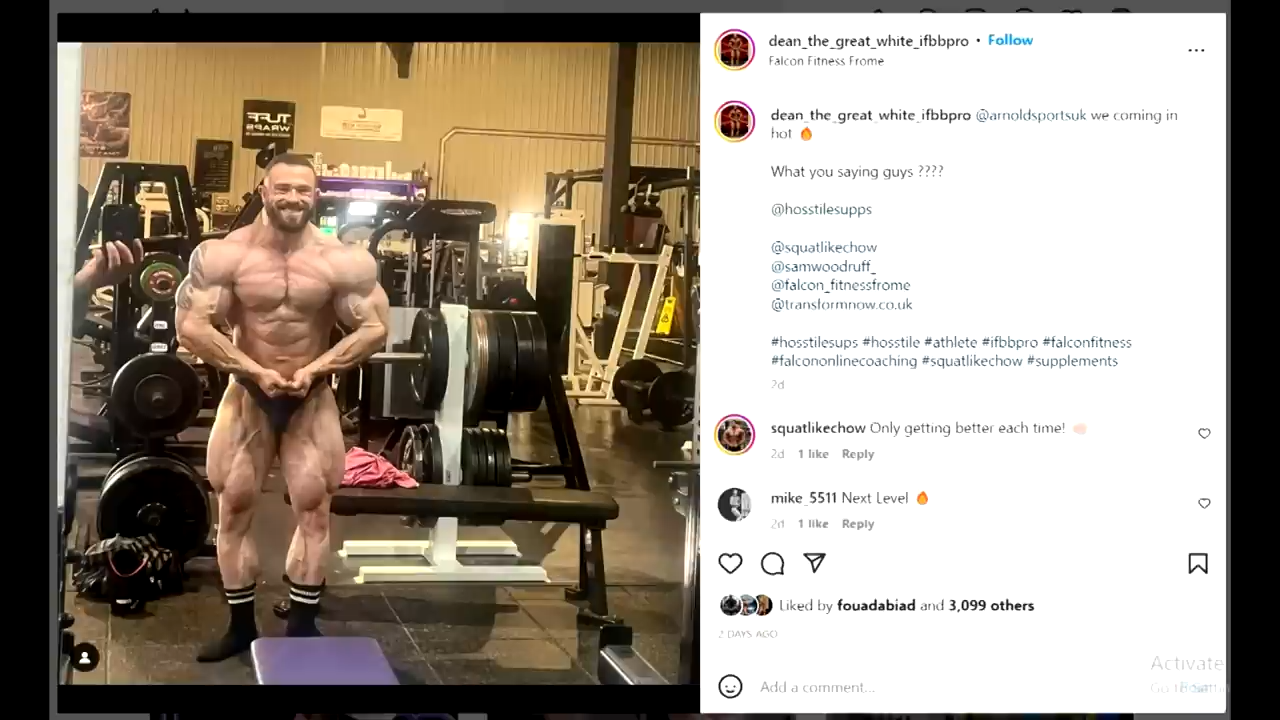 dean_the_great_white_ifbbpro • Follow
Falcon Fitness Frome
dean_the_great_white_ifbbpro @arnoldsportsuk we coming in
hot 🔥
What you saying guys ????
@hosstilesupps
@squatlikechow
@samwoodruff_
@falcon_fitnessfrome
@transformnow.co.uk
#hosstilesups #hosstile #athlete #ifbbpro #falconfitness
#falcononlinecoaching #squatlikechow #supplements
2d
squatlikechow Only getting better each time! 👊🏻
2d 1 like Reply
mike_5511 Next Level 🔥
2d 1 like Reply
Liked by fouadabiad and 3,099 others
2 DAYS AGO
Add a comment...
Activate
Go to
TUFF
WRAPS